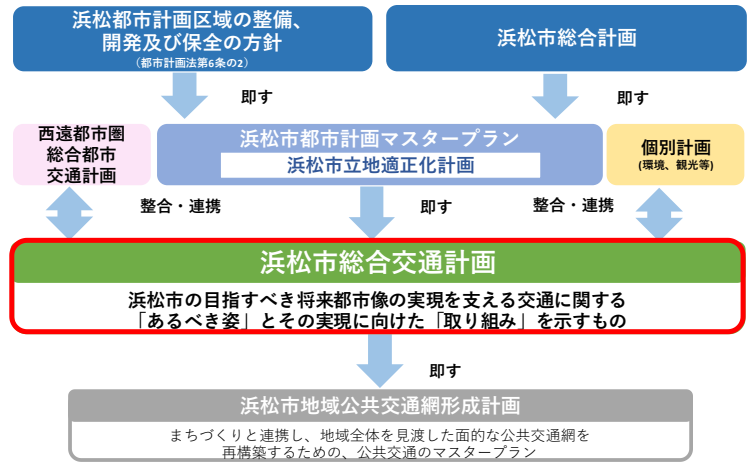 浜松都市計画区域の整備、
開発及び保全の方針
（都市計画法第6条の2）
浜松市総合計画
即す
即す
西遠都市圏
総合都市
交通計画
浜松市都市計画マスタープラン
浜松市立地適正化計画
個別計画
(環境、観光等)
整合・連携
即す
整合・連携
浜松市総合交通計画
浜松市の目指すべき将来都市像の実現を支える交通に関する
「あるべき姿」とその実現に向けた「取り組み」を示すもの
即す
浜松市地域公共交通網形成計画
まちづくりと連携し、地域全体を見渡した面的な公共交通網を
再構築するための、公共交通のマスタープラン